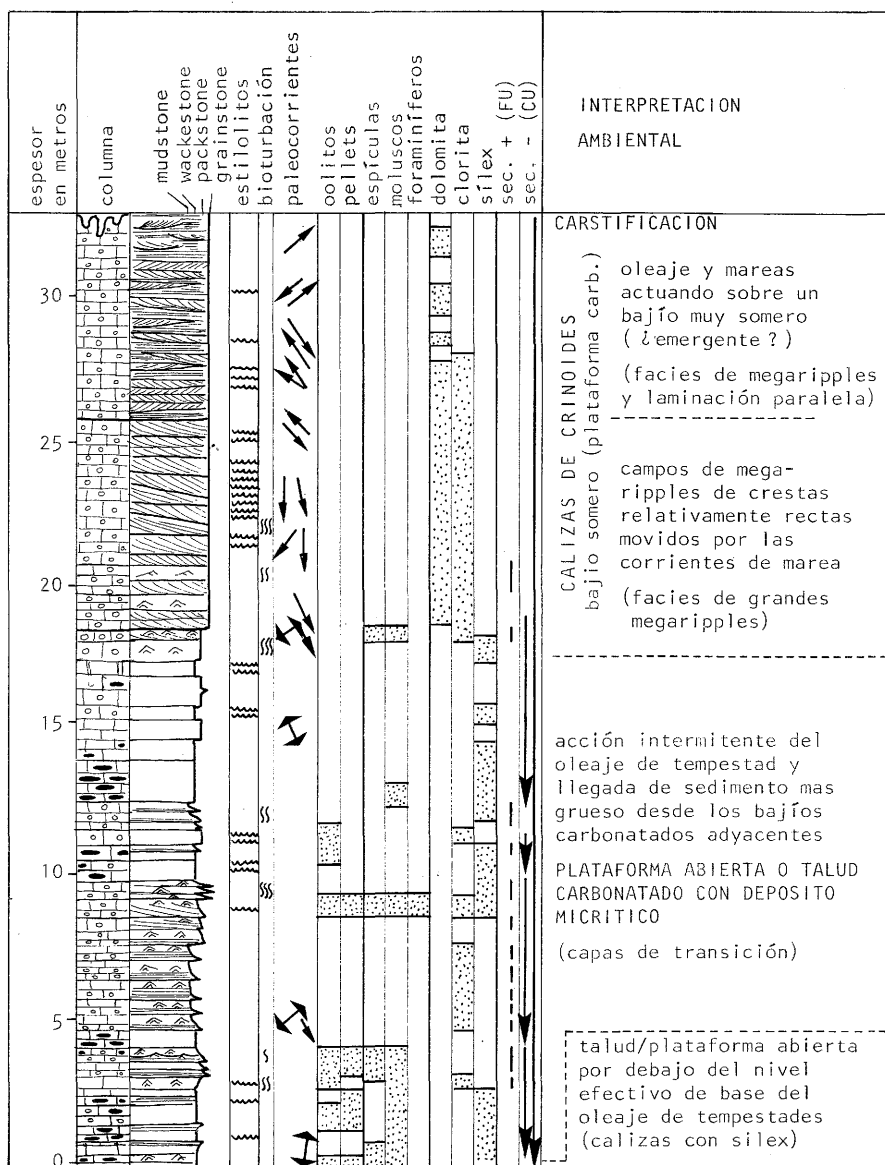 espesor
en metros
columna
mudstone
wackestone
packstone
grainstone
estilolitos
bioturbación
paleocorrientes
oolitos
pellets
espículas
moluscos
foraminíferos
dolomita
clorita
sílex
sec. + (FU)
sec. - (CU)
INTERPRETACION
AMBIENTAL
30
25
20
15
10
5
0
CARSTIFICACION
CALIZAS DE CRINOIDES
bajío somero (plataforma carb.)
oleaje y mareas
actuando sobre un
bajío muy somero
(¿emergente?)
(facies de megaripples
y laminación paralela)
campos de mega-
ripples de crestas
relativamente rectas
movidos por las
corrientes de marea
(facies de grandes
megaripples)
acción intermitente del
oleaje de tempestad y
llegada de sedimento mas
grueso desde los bajíos
carbonatados adyacentes
PLATAFORMA ABIERTA O TALUD
CARBONATADO CON DEPOSITO
MICRITICO
(capas de transición)
talud/plataforma abierta
por debajo del nivel
efectivo de base del
oleaje de tempestades
(calizas con silex)